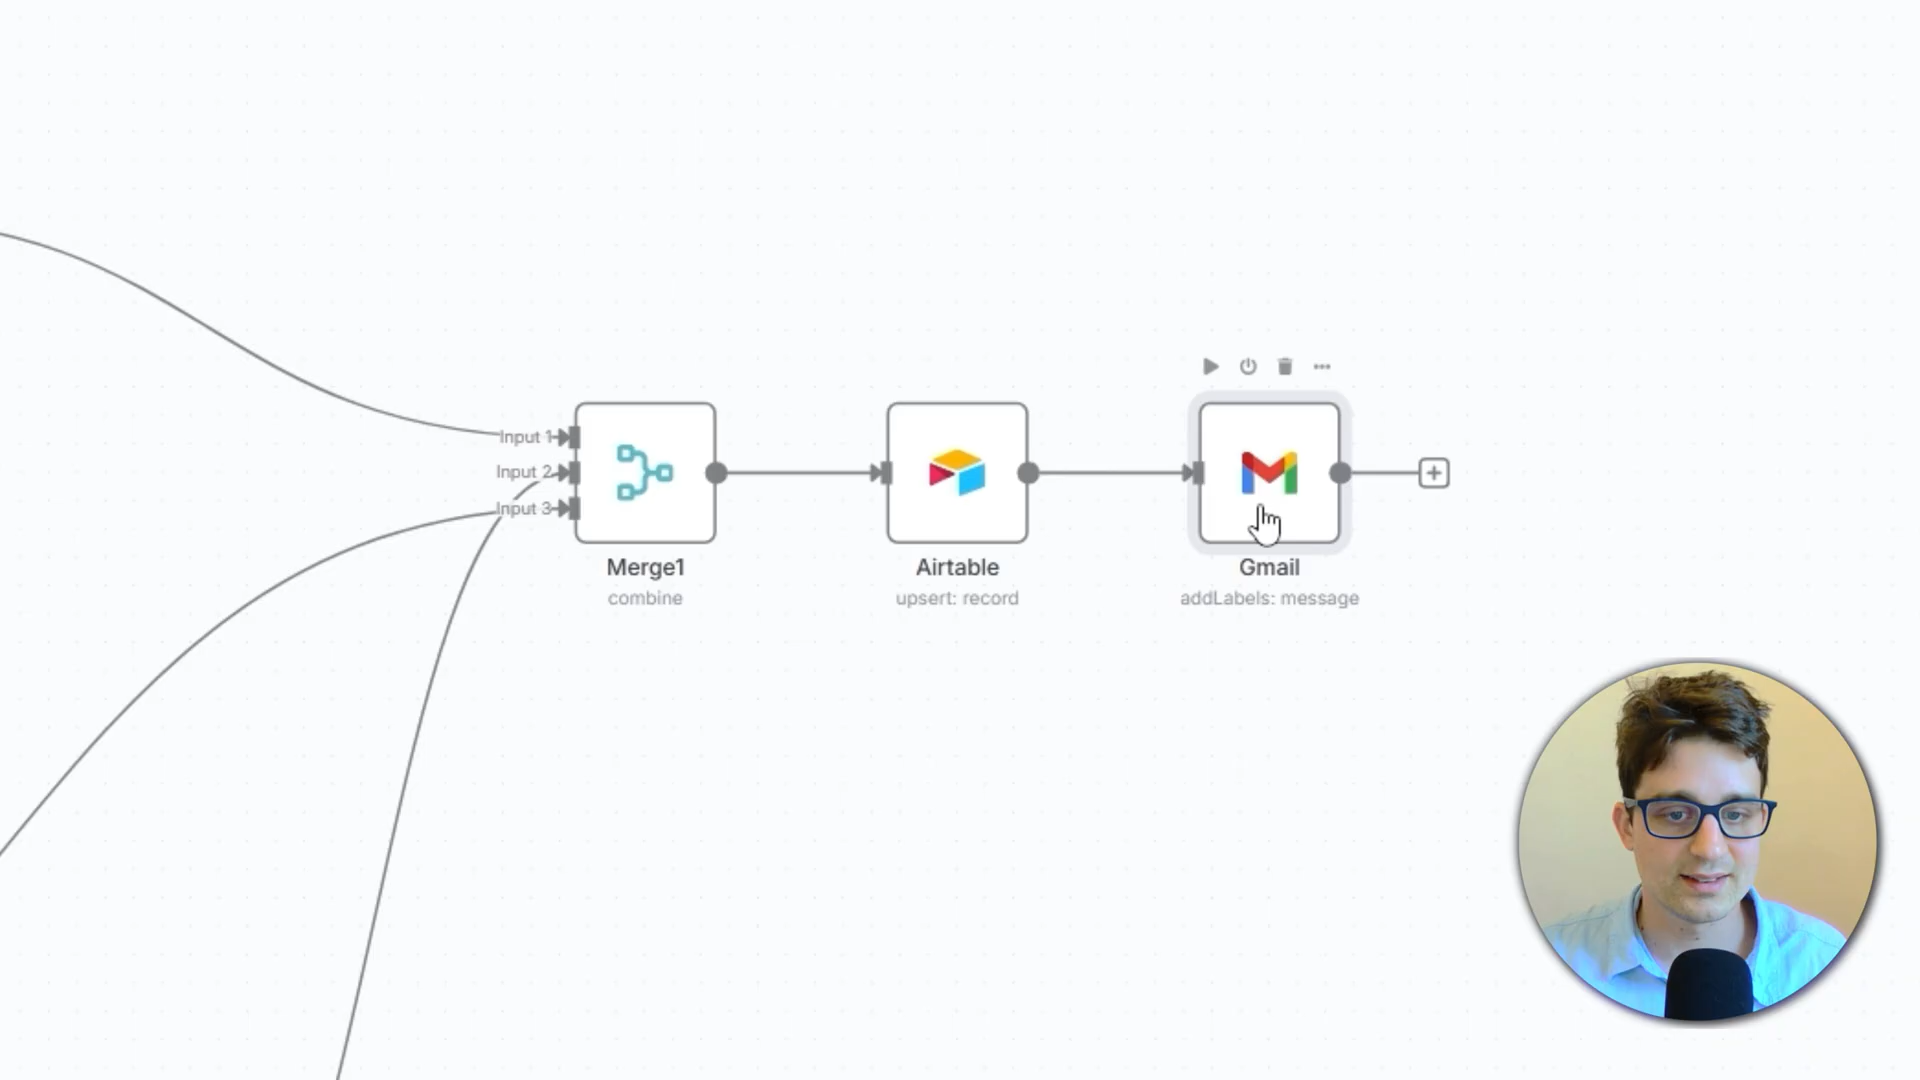 Input 1
Input 2
Input 3
Merge1
combine
Airtable
upsert: record
Gmail
addLabels: message